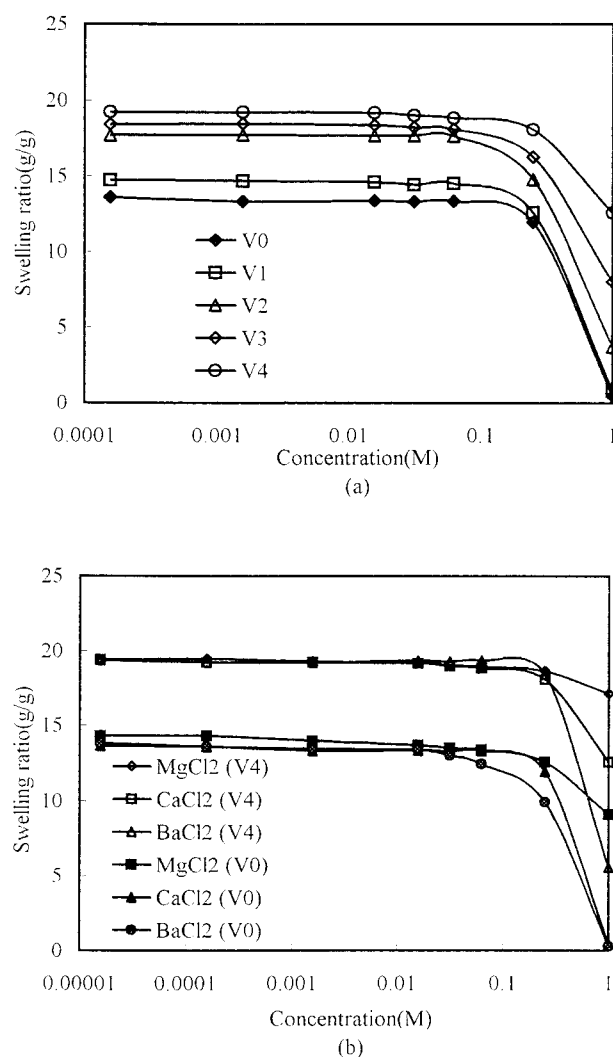 25
20
15
10
5
0
Swelling ratio(g/g)
V0
V1
V2
V3
V4
0.0001 0.001 0.01 0.1 1
Concentration(M)
(a)
25
20
15
10
5
0
Swelling ratio(g/g)
MgCl2 (V4)
CaCl2 (V4)
BaCl2 (V4)
MgCl2 (V0)
CaCl2 (V0)
BaCl2 (V0)
0.00001 0.0001 0.001 0.01 0.1 1
Concentration(M)
(b)